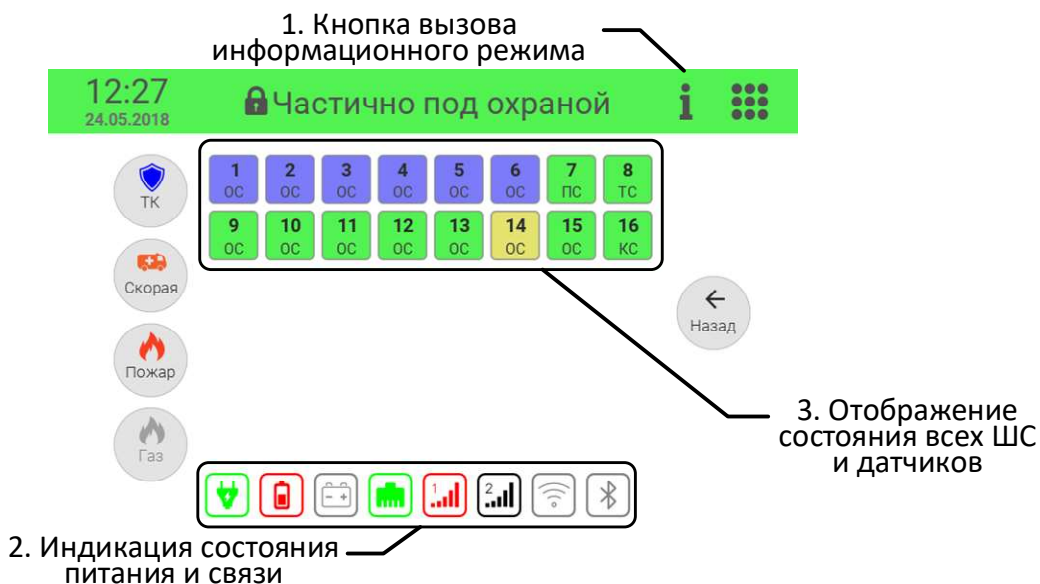 1. Кнопка вызова
информационного режима
12:27
24.05.2018
Частично под охраной
i
ТК
1 2 3 4 5 6 7 8
ОС ОС ОС ОС ОС ОС ПС ТС
9 10 11 12 13 14 15 16
ОС ОС ОС ОС ОС ОС ОС КС
Скорая
Назад
Пожар
Газ
3. Отображение
состояния всех ШС
и датчиков
1 2
2. Индикация состояния
питания и связи